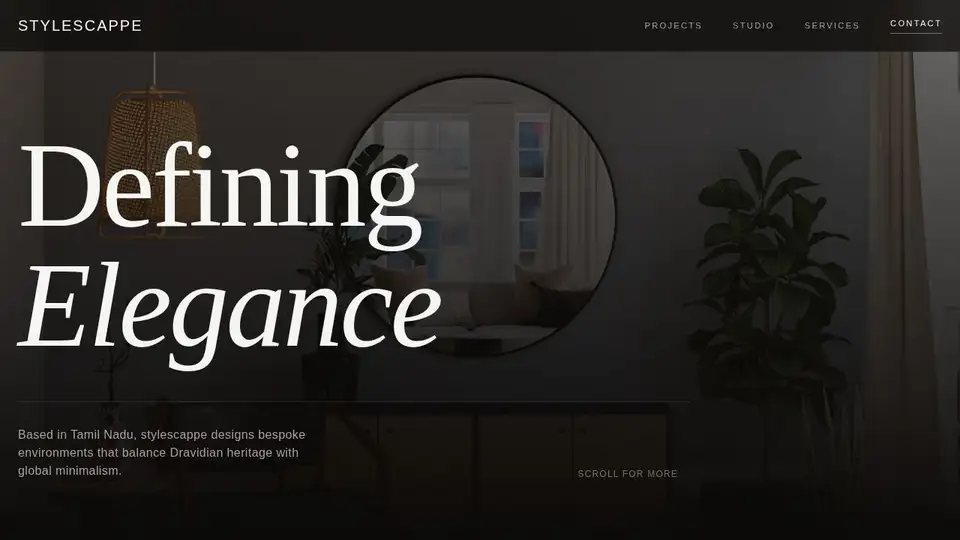 STYLESCAPPE
PROJECTS
STUDIO
SERVICES
CONTACT
Defining
Elegance
Based in Tamil Nadu, stylescappe designs bespoke
environments that balance Dravidian heritage with
global minimalism.
SCROLL FOR MORE